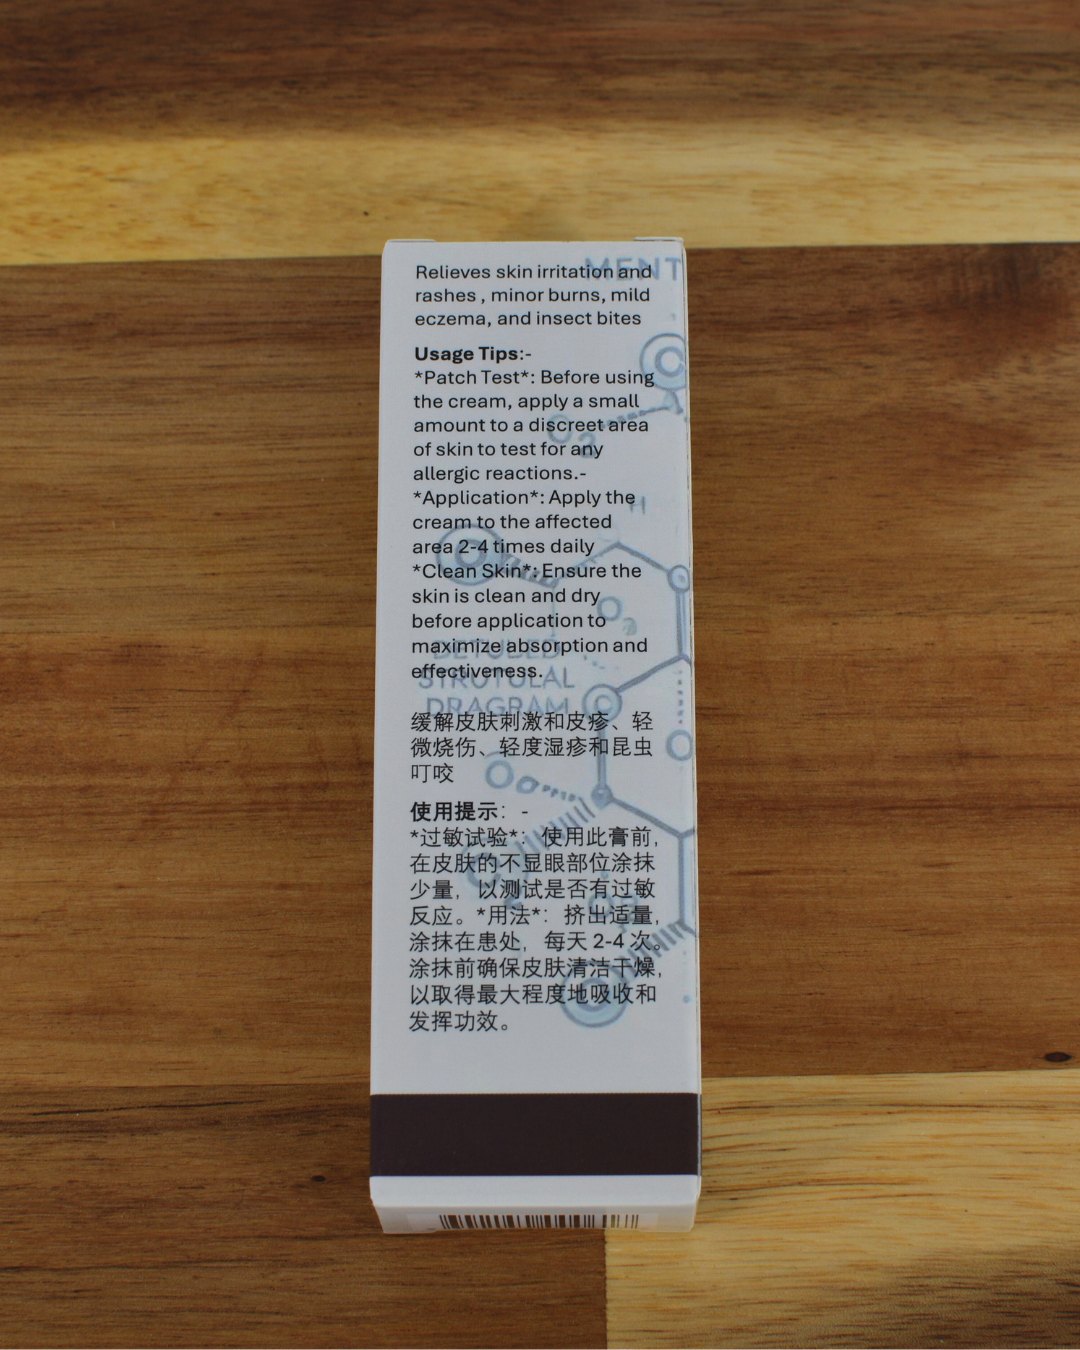 MENT
Relieves skin irritation and
rashes , minor burns, mild
eczema, and insect bites
Usage Tips:-
*Patch Test*: Before using
the cream, apply a small
amount to a discreet area
of skin to test for any
allergic reactions.-
*Application*: Apply the
cream to the affected
area 2-4 times daily
*Clean Skin*: Ensure the
skin is clean and dry
before application to
maximize absorption and
effectiveness.
STRUTULAL
DRAGRAM
缓解皮肤刺激和皮疹、轻
微烧伤、轻度湿疹和昆虫
叮咬
使用提示：-
*过敏试验*：使用此膏前，
在皮肤的不显眼部位涂抹
少量，以测试是否有过敏
反应。*用法*：挤出适量，
涂抹在患处，每天 2-4 次。
涂抹前确保皮肤清洁干燥，
以取得最大程度地吸收和
发挥功效。